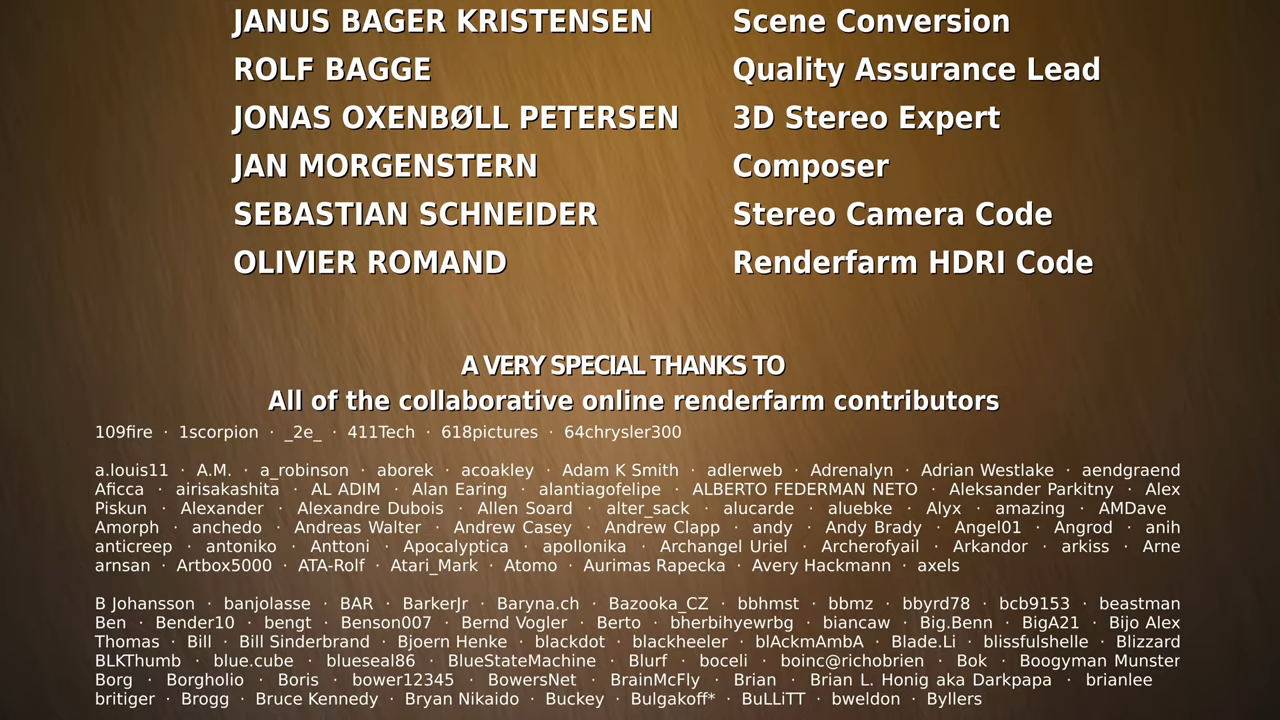 JANUS BAGER KRISTENSEN Scene Conversion
ROLF BAGGE Quality Assurance Lead
JONAS OXENBØLL PETERSEN 3D Stereo Expert
JAN MORGENSTERN Composer
SEBASTIAN SCHNEIDER Stereo Camera Code
OLIVIER ROMAND Renderfarm HDRI Code
A VERY SPECIAL THANKS TO
All of the collaborative online renderfarm contributors
109fire · 1scorpion · _2e_ · 411Tech · 618pictures · 64chrysler300
a.louis11 · A.M. · a_robinson · aborek · acoakley · Adam K Smith · adlerweb · Adrenalyn · Adrian Westlake · aendgraend
Aficca · airisakashita · AL ADIM · Alan Earing · alantiagofelipe · ALBERTO FEDERMAN NETO · Aleksander Parkitny · Alex
Piskun · Alexander · Alexandre Dubois · Allen Soard · alter_sack · alucarde · aluebke · Alyx · amazing · AMDave
Amorph · anchedo · Andreas Walter · Andrew Casey · Andrew Clapp · andy · Andy Brady · Angel01 · Angrod · anih
anticreep · antoniko · Anttoni · Apocalyptica · apollonika · Archangel Uriel · Archerofyail · Arkandor · arkiss · Arne
arnsan · Artbox5000 · ATA-Rolf · Atari_Mark · Atomo · Aurimas Rapecka · Avery Hackmann · axels
B Johansson · banjolasse · BAR · BarkerJr · Baryna.ch · Bazooka_CZ · bbhmst · bbmz · bbyrd78 · bcb9153 · beastman
Ben · Bender10 · bengt · Benson007 · Bernd Vogler · Berto · bherbihyewrbg · biancaw · Big.Benn · BigA21 · Bijo Alex
Thomas · Bill · Bill Sinderbrand · Bjoern Henke · blackdot · blackheeler · blAckmAmbA · Blade.Li · blissfulshelle · Blizzard
BLKThumb · blue.cube · blueseal86 · BlueStateMachine · Blurf · boceli · boinc@richobrien · Bok · Boogyman Munster
Borg · Borgholio · Boris · bower12345 · BowersNet · BrainMcFly · Brian · Brian L. Honig aka Darkpapa · brianlee
britiger · Brogg · Bruce Kennedy · Bryan Nikaido · Buckey · Bulgakoff* · BuLLiTT · bweldon · Byllers